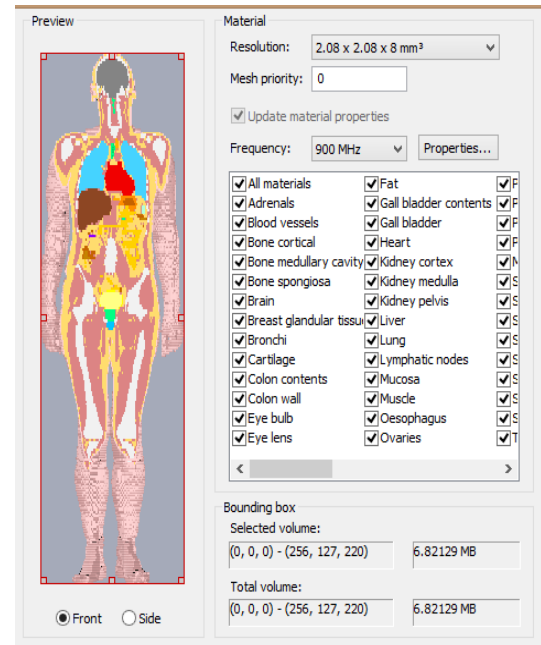 Preview
Front
Side
Material
Resolution: 2.08 x 2.08 x 8 mm³
Mesh priority: 0
Update material properties
Frequency: 900 MHz Properties...
All materials Fat
Adrenals Gall bladder contents
Blood vessels Gall bladder
Bone cortical Heart
Bone medullary cavity Kidney cortex
Bone spongiosa Kidney medulla
Brain Kidney pelvis
Breast glandular tissu Liver
Bronchi Lung
Cartilage Lymphatic nodes
Colon contents Mucosa
Colon wall Muscle
Eye bulb Oesophagus
Eye lens Ovaries
Bounding box
Selected volume:
(0, 0, 0) - (256, 127, 220) 6.82129 MB
Total volume:
(0, 0, 0) - (256, 127, 220) 6.82129 MB